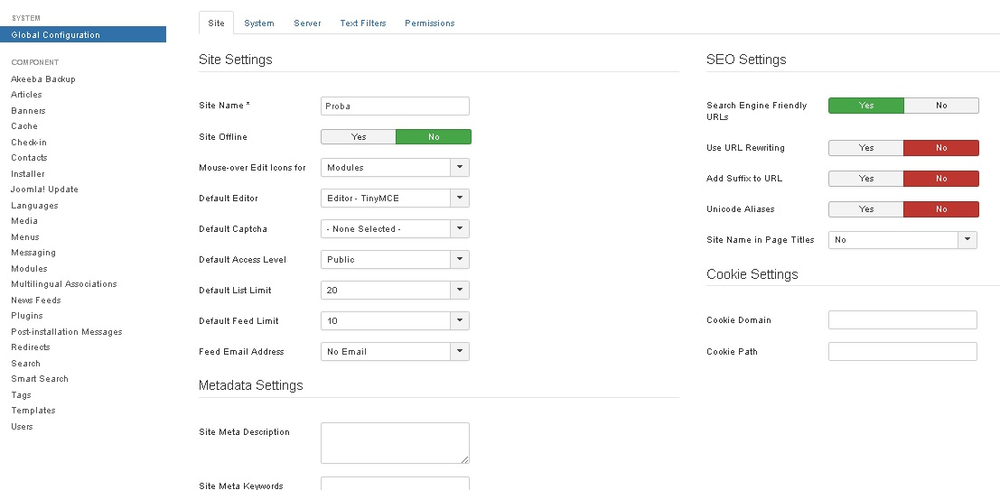 SYSTEM
Global Configuration
COMPONENT
Akeeba Backup
Articles
Banners
Cache
Check-in
Contacts
Installer
Joomla! Update
Languages
Media
Menus
Messaging
Modules
Multilingual Associations
News Feeds
Plugins
Post-installation Messages
Redirects
Search
Smart Search
Tags
Templates
Users
Site System Server Text Filters Permissions
Site Settings
Site Name * Proba
Site Offline Yes No
Mouse-over Edit Icons for Modules
Default Editor Editor - TinyMCE
Default Captcha - None Selected -
Default Access Level Public
Default List Limit 20
Default Feed Limit 10
Feed Email Address No Email
Metadata Settings
Site Meta Description
Site Meta Keywords
SEO Settings
Search Engine Friendly Yes No
URLs
Use URL Rewriting Yes No
Add Suffix to URL Yes No
Unicode Aliases Yes No
Site Name in Page Titles No
Cookie Settings
Cookie Domain
Cookie Path